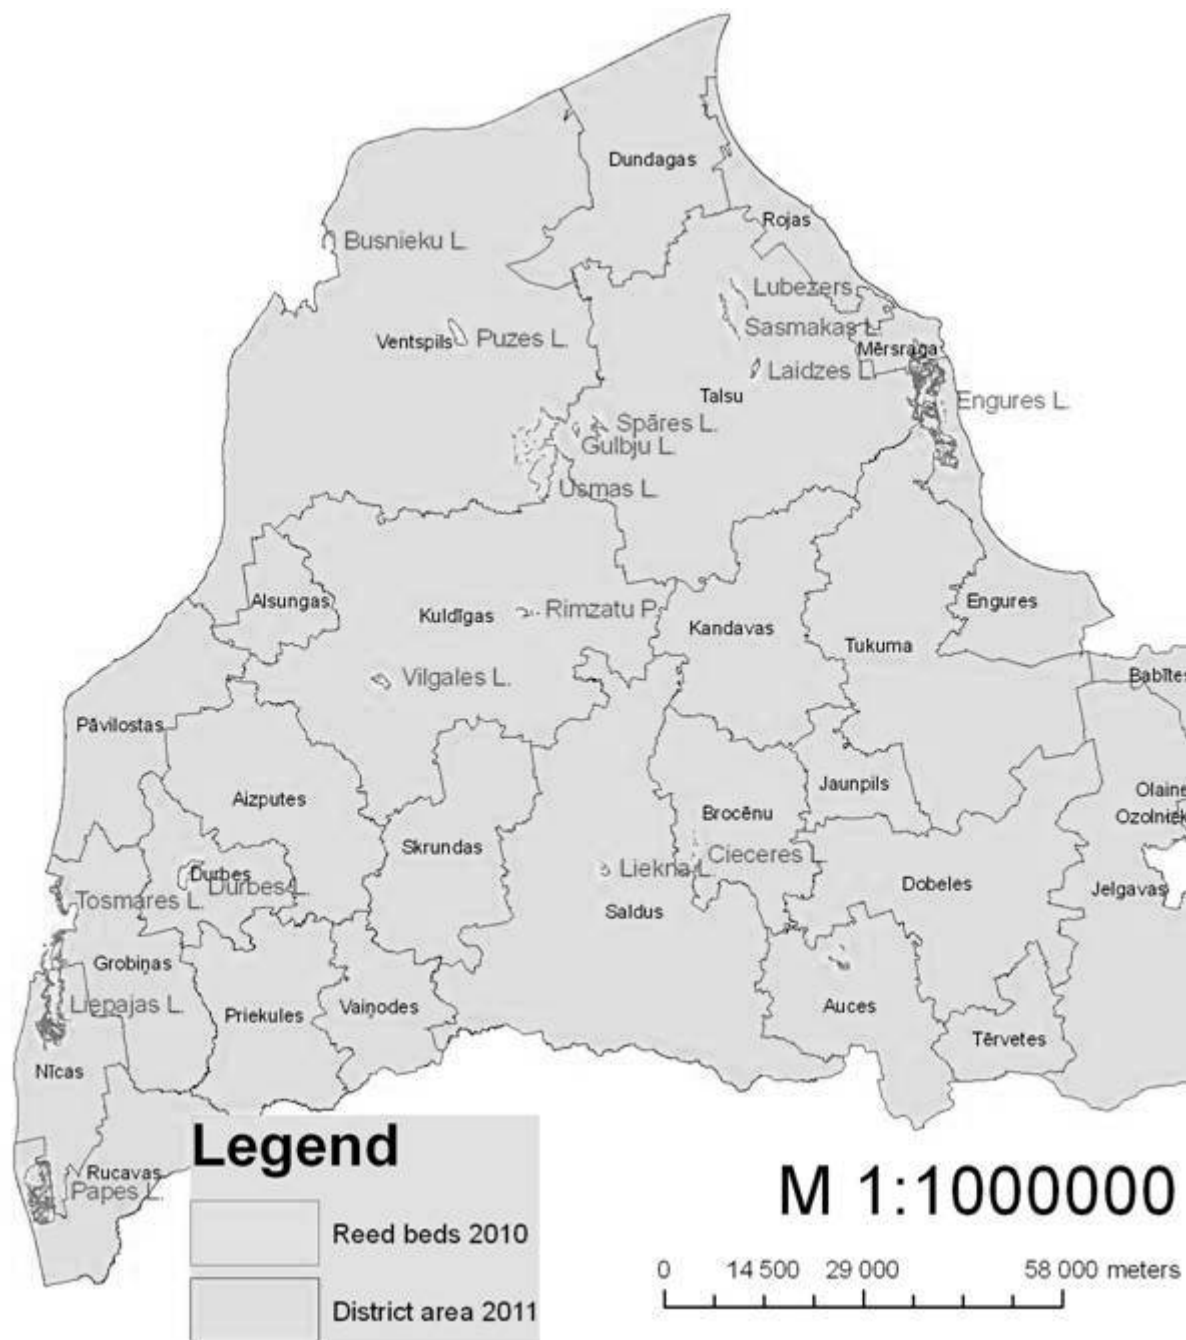 Dundagas
Rojas
Busnieku L.
Lubezers
Sasmakas L.
Ventspils
Puzes L.
Mērsraga
Laidzes L.
Talsu
Engures L.
Spāres L.
Gulbju L.
Usmas L.
Alsungas
Kuldīgas
Rimzatu P.
Kandavas
Engures
Tukuma
Vilgales L.
Babītes
Pāvilostas
Aizputes
Jaunpils
Olaine
Brocēnu
Ozolniek
Skrundas
Cieceres L.
Liekna L.
Durbes
Durbes L.
Dobeles
Jelgavas
Tosmares L.
Saldus
Grobiņas
Liepajas L.
Priekules
Vaiņodes
Auces
Tērvetes
Nīcas
Rucavas
Papes L.
Legend
Reed beds 2010
District area 2011
M 1:1000000
0 14 500 29 000 58 000 meters